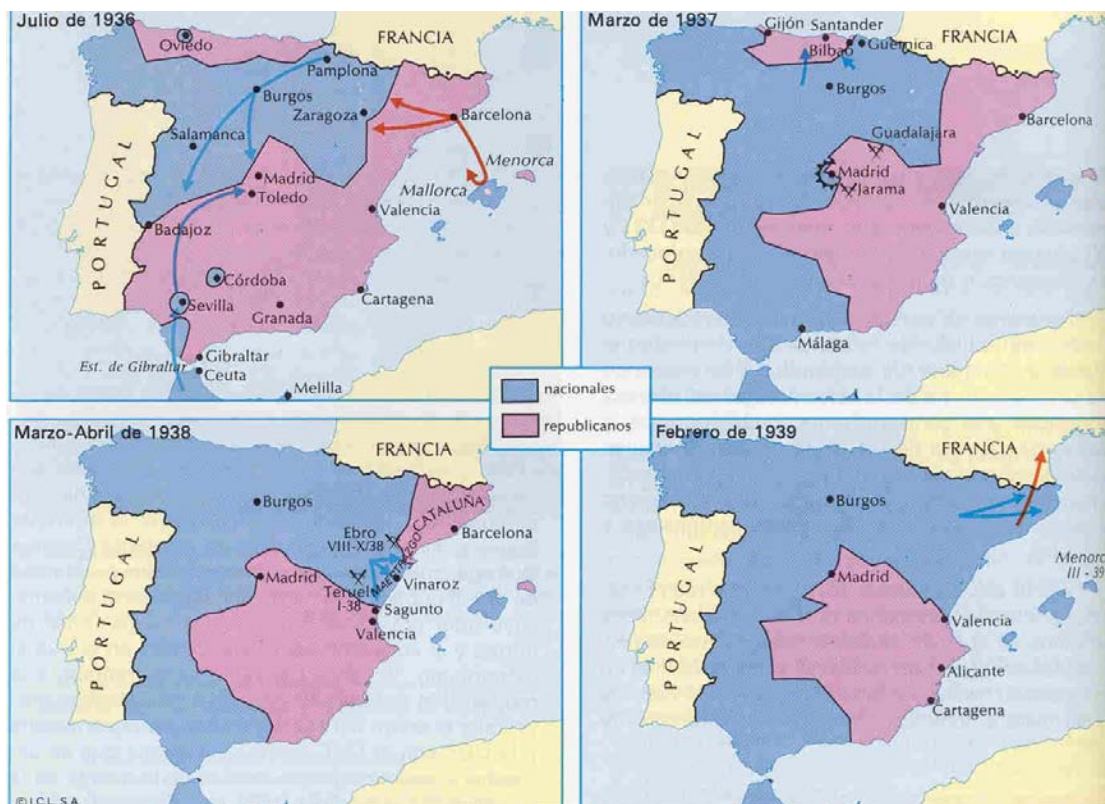 Julio de 1936
Oviedo
FRANCIA
Pamplona
Burgos
Zaragoza
Barcelona
Salamanca
Menorca
Mallorca
Madrid
Toledo
PORTUGAL
Valencia
Badajoz
Córdoba
Sevilla
Cartagena
Granada
Est. de Gibraltar
Gibraltar
Ceuta
Melilla
Marzo de 1937
Gijón
Santander
FRANCIA
Bilbao
Guernica
Burgos
Barcelona
Guadalajara
Madrid
Jarama
PORTUGAL
Valencia
Málaga
nacionales
republicanos
Marzo-Abril de 1938
FRANCIA
Burgos
CATALUÑA
Barcelona
Ebro
VIII-X/38
MAESTRAZGO
Madrid
Teruel
I-38
Vinaroz
Sagunto
Valencia
PORTUGAL
©ICL SA
Febrero de 1939
FRANCIA
Burgos
Menor
III - 39
Madrid
PORTUGAL
Valencia
Alicante
Cartagena